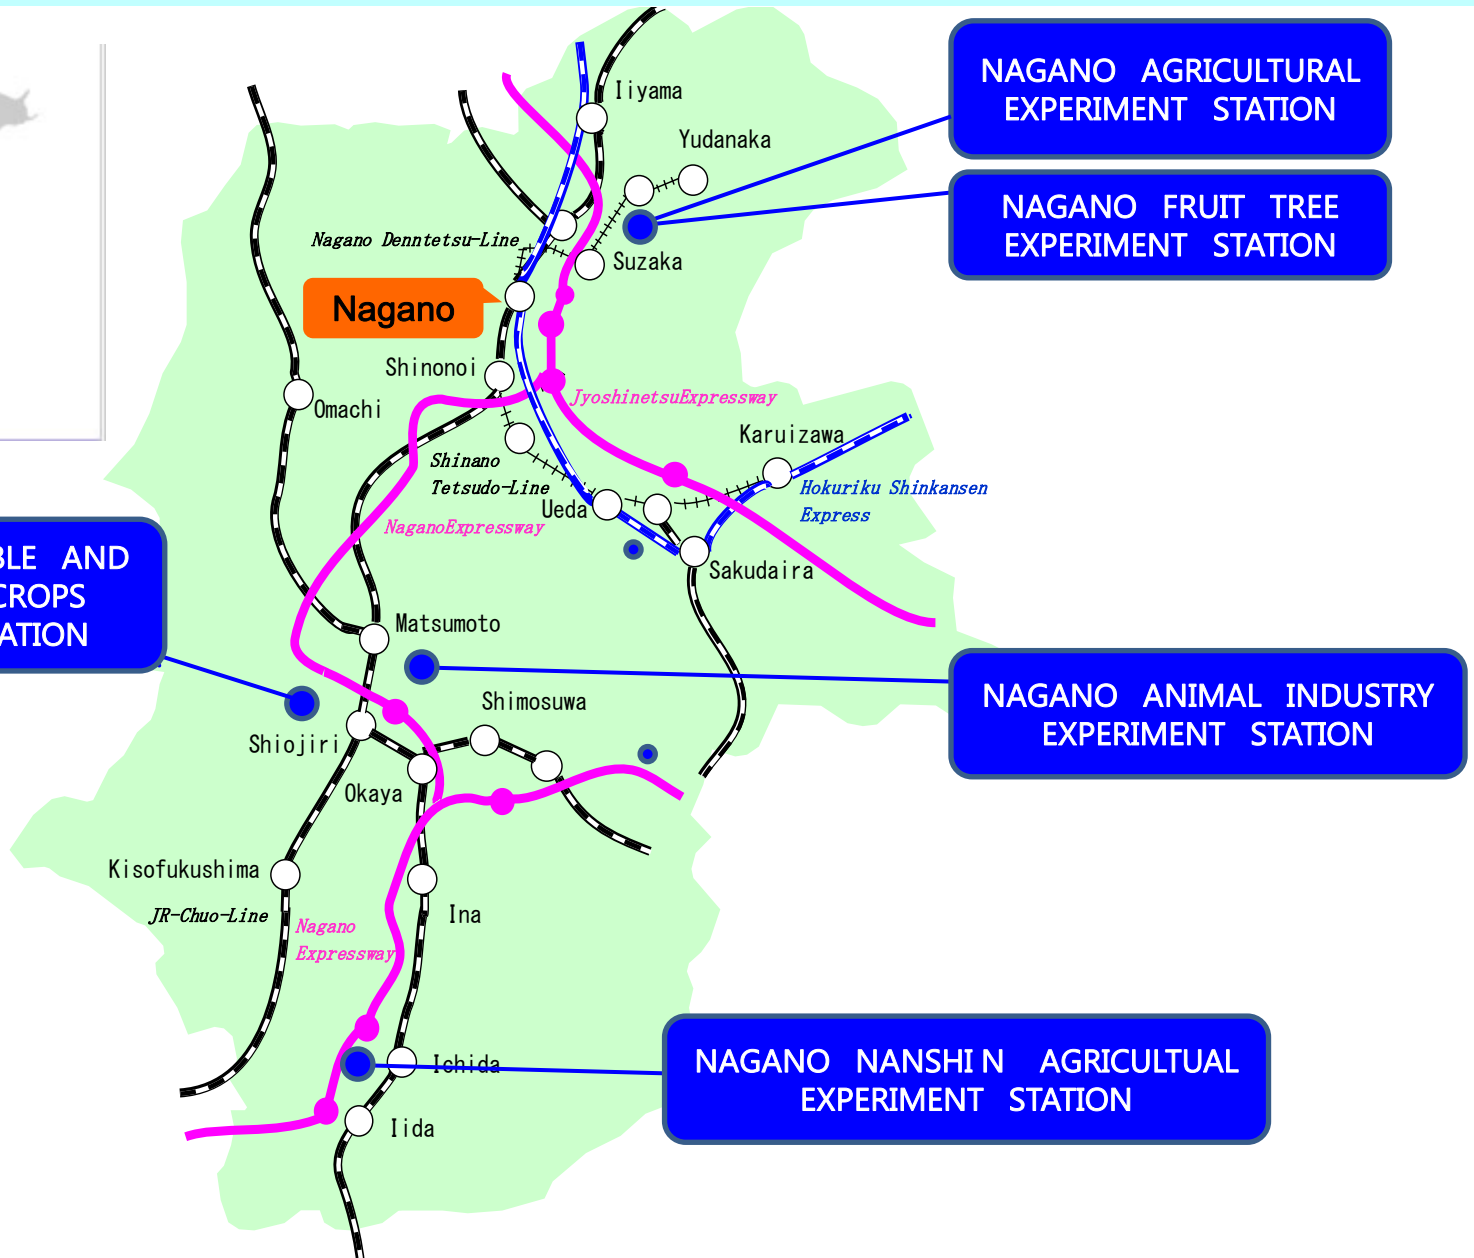 NAGANO AGRICULTURAL
EXPERIMENT STATION
Iiyama
Yudanaka
NAGANO FRUIT TREE
EXPERIMENT STATION
Nagano Denntetsu-Line
Suzaka
Nagano
Shinonoi
JyoshinetsuExpressway
Omachi
Karuizawa
Shinano
Tetsudo-Line
Hokuriku Shinkansen
Express
Ueda
NaganoExpressway
AND
CROPS
Sakudaira
Matsumoto
NAGANO ANIMAL INDUSTRY
EXPERIMENT STATION
Shimosuwa
Shiojiri
Okaya
Kisofukushima
JR-Chuo-Line
Ina
Nagano
Expressway
NAGANO NANSHI N AGRICULTUAL
EXPERIMENT STATION
Ichida
Iida